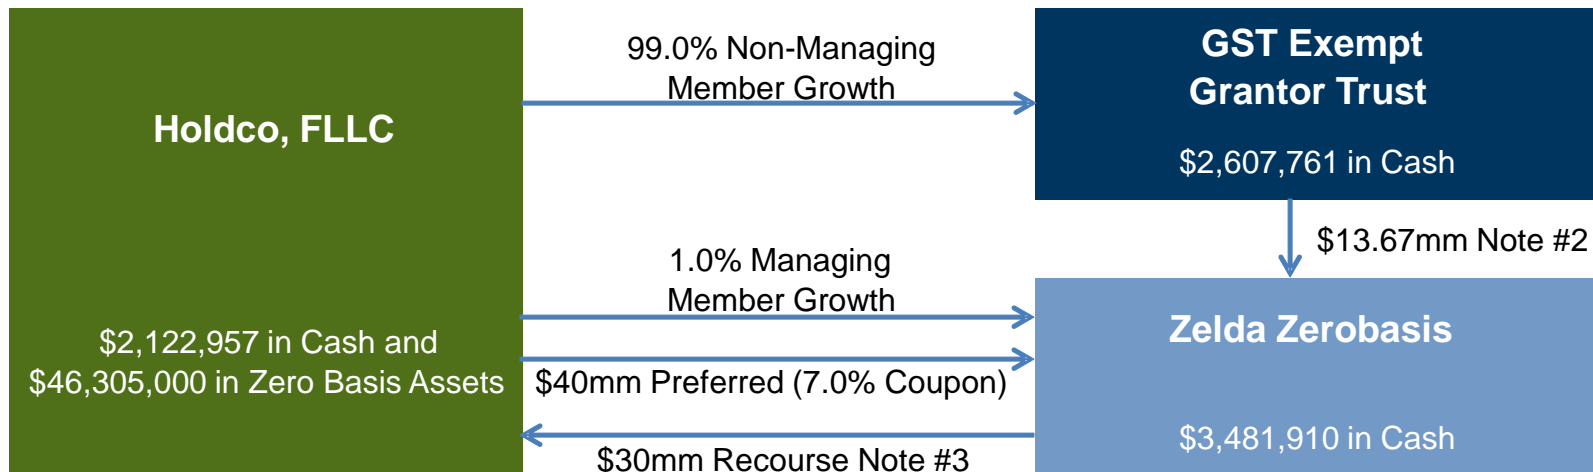 Holdco, FLLC
$2,122,957 in Cash and
$46,305,000 in Zero Basis Assets
99.0% Non-Managing
Member Growth
1.0% Managing
Member Growth
$40mm Preferred (7.0% Coupon)
$30mm Recourse Note #3
GST Exempt
Grantor Trust
$2,607,761 in Cash
$13.67mm Note #2
Zelda Zerobasis
$3,481,910 in Cash